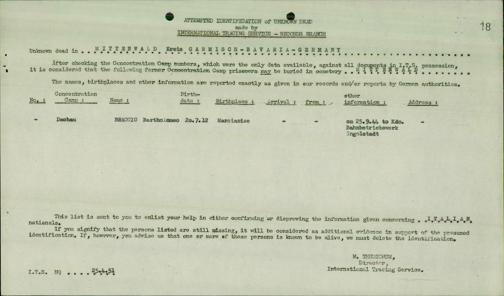 18
ATTEMPTED IDENTIFICATION OF UNKNOWN DEAD
made by
INTERNATIONAL TRACING SERVICE - RECORDS BRANCH
Unknown dead in . . MITTENWALD Kreis GARMISCH-BAVARIA-GERMANY
After checking the Concentration Camp numbers, which were the only data available, against all documents in I.T.S. possession,
it is considered that the following former Concentration Camp prisoners may be buried in cemetery . MITTENWALD
The names, birthplaces and other information are reported exactly as given in our records and/or reports by German authorities.
No. : Concentration Camp : Name : Birth-date : Birthplace : Arrival : from : other information : Address :
- Dachau Bartholomeo 20.7.12 Marcianise - - on 25.9.44 to Kdo. -
Bahnbetriebswerk
Ingolstadt
This list is sent to you to enlist your help in either confirming or disproving the information given concerning . ITALIAN
nationals.
If you signify that the persons listed are still missing, it will be considered as additional evidence in support of the presumed
identification. If, however, you advise us that one or more of these persons is known to be alive, we must delete the identification.
Director,
International Tracing Service.
I.T.S. HQ